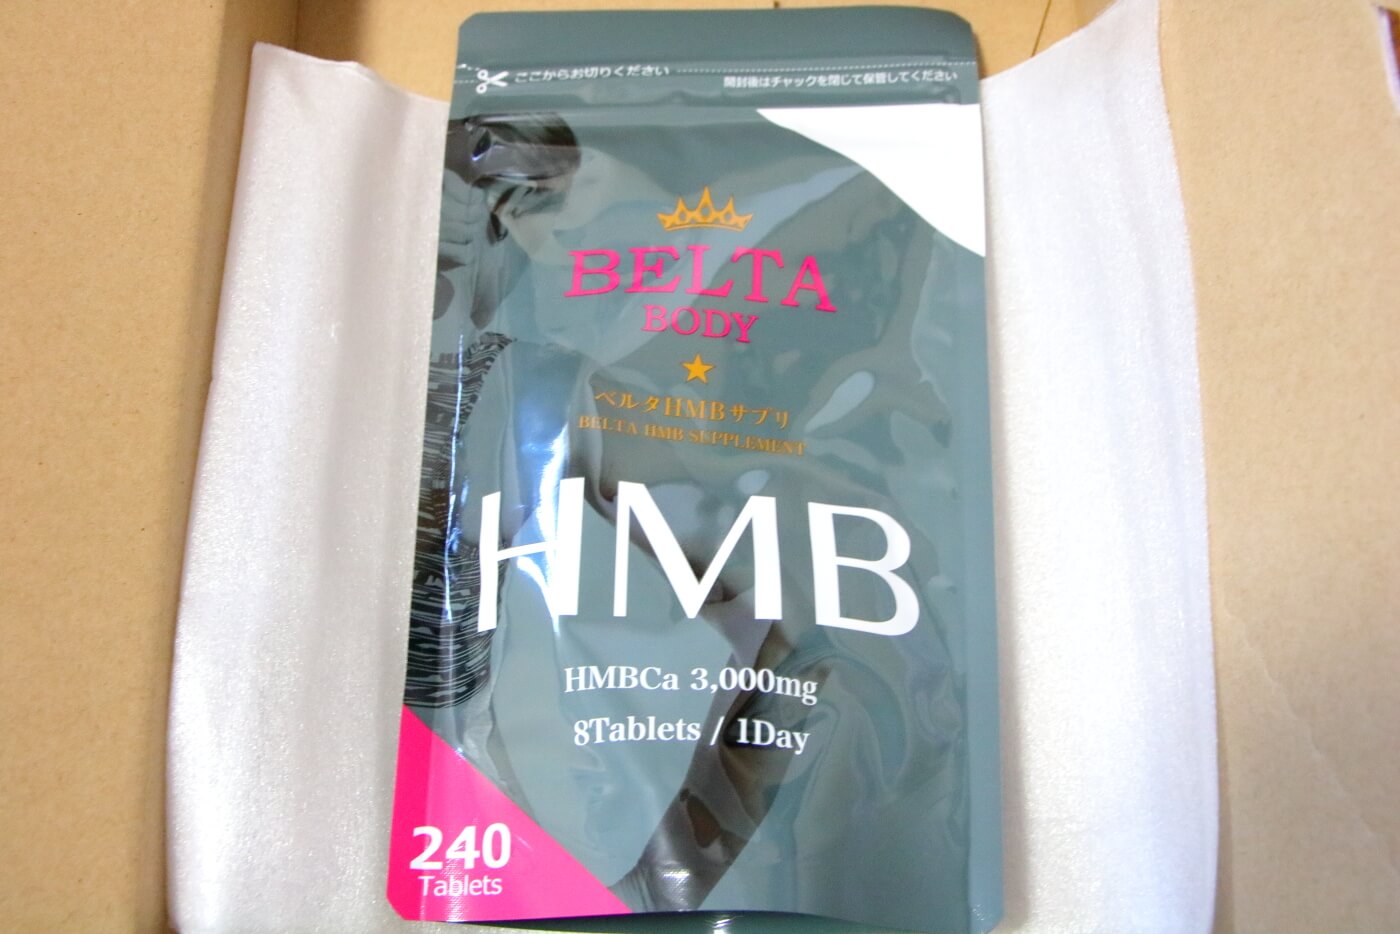 ここからお切りください
開封後はチャックを閉じて保管してください
BELTA
BODY
ベルタHMBサプリ
BELTA HMB SUPPLEMENT
HMB
HMBCa 3,000mg
8Tablets / 1Day
240
Tablets